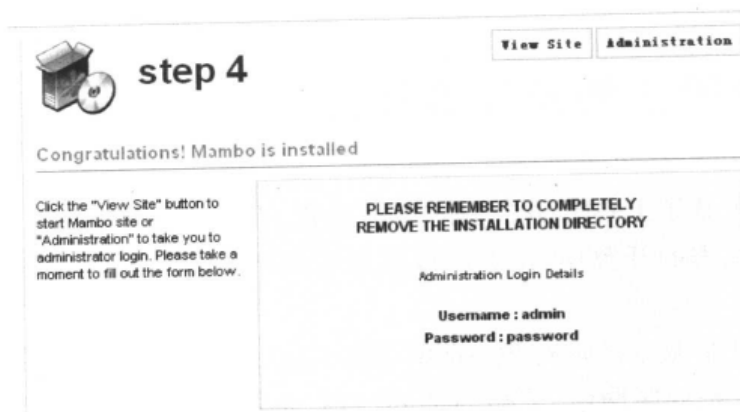 View Site
Administration
step 4
Congratulations! Mambo is installed
Click the "View Site" button to
start Mambo site or
"Administration" to take you to
administrator login. Please take a
moment to fill out the form below.
PLEASE REMEMBER TO COMPLETELY
REMOVE THE INSTALLATION DIRECTORY
Administration Login Details
Username : admin
Password : password